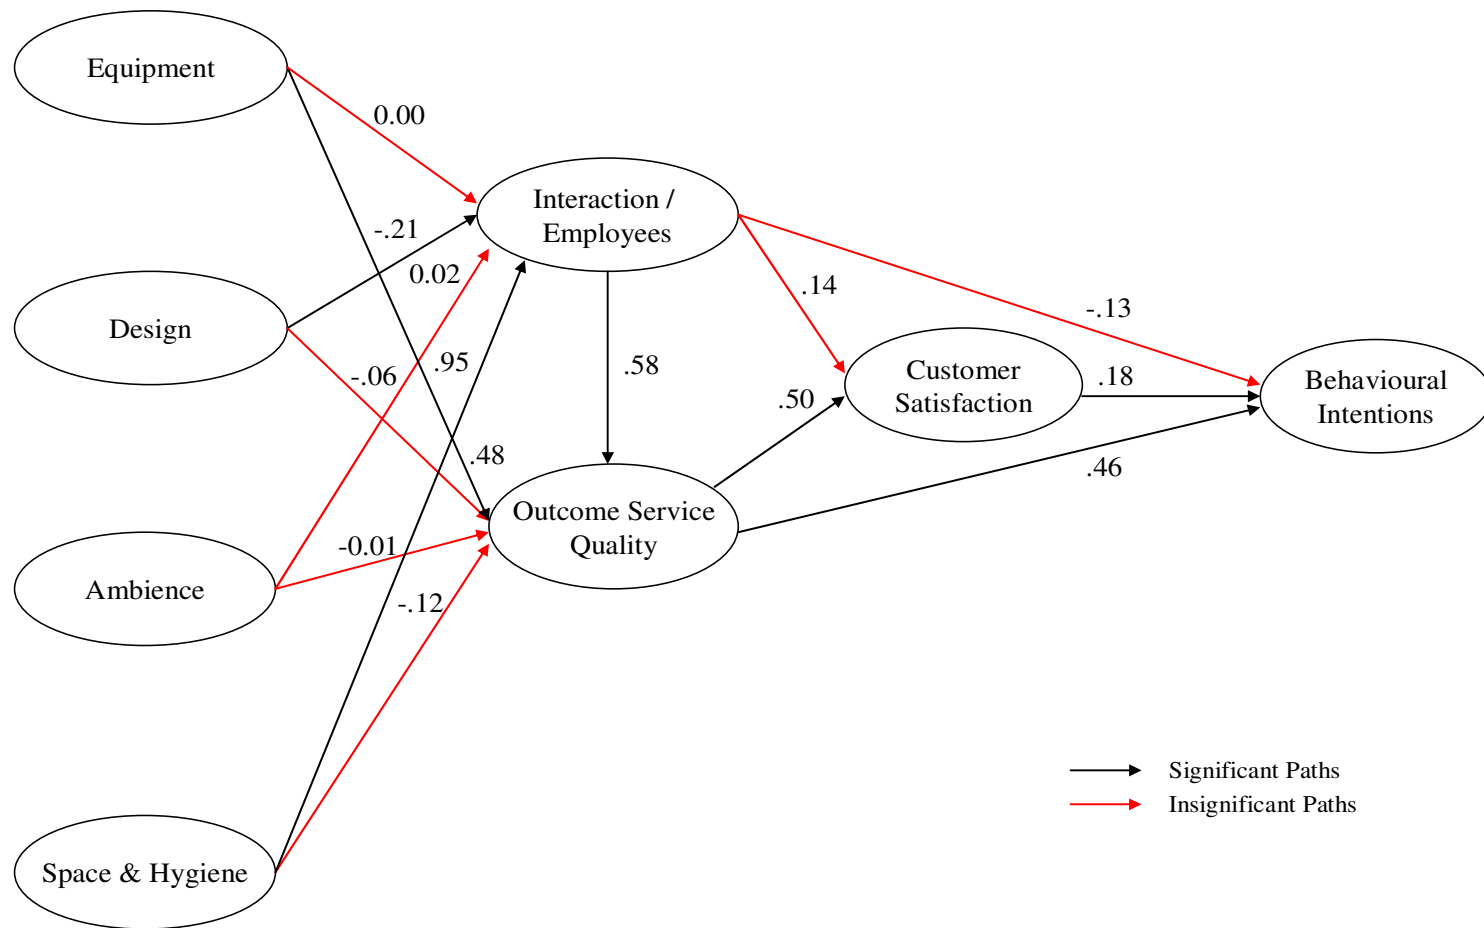 Equipment
0.00
Interaction /
Employees
-.21
0.02
.14
-.13
Design
-.06
.95
.58
Customer
Satisfaction
.18
Behavioural
Intentions
.50
.48
.46
Outcome Service
Quality
-0.01
Ambience
-.12
Significant Paths
Insignificant Paths
Space & Hygiene